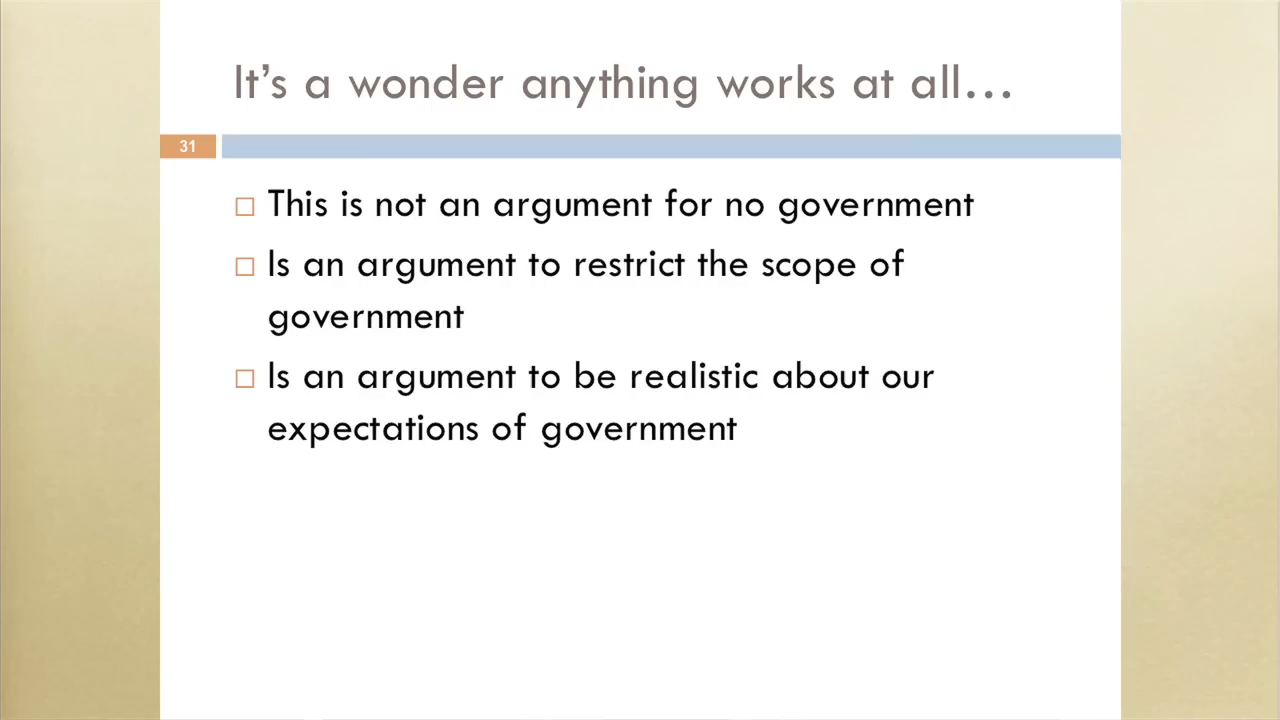 It's a wonder anything works at all…
31
This is not an argument for no government
Is an argument to restrict the scope of
government
Is an argument to be realistic about our
expectations of government